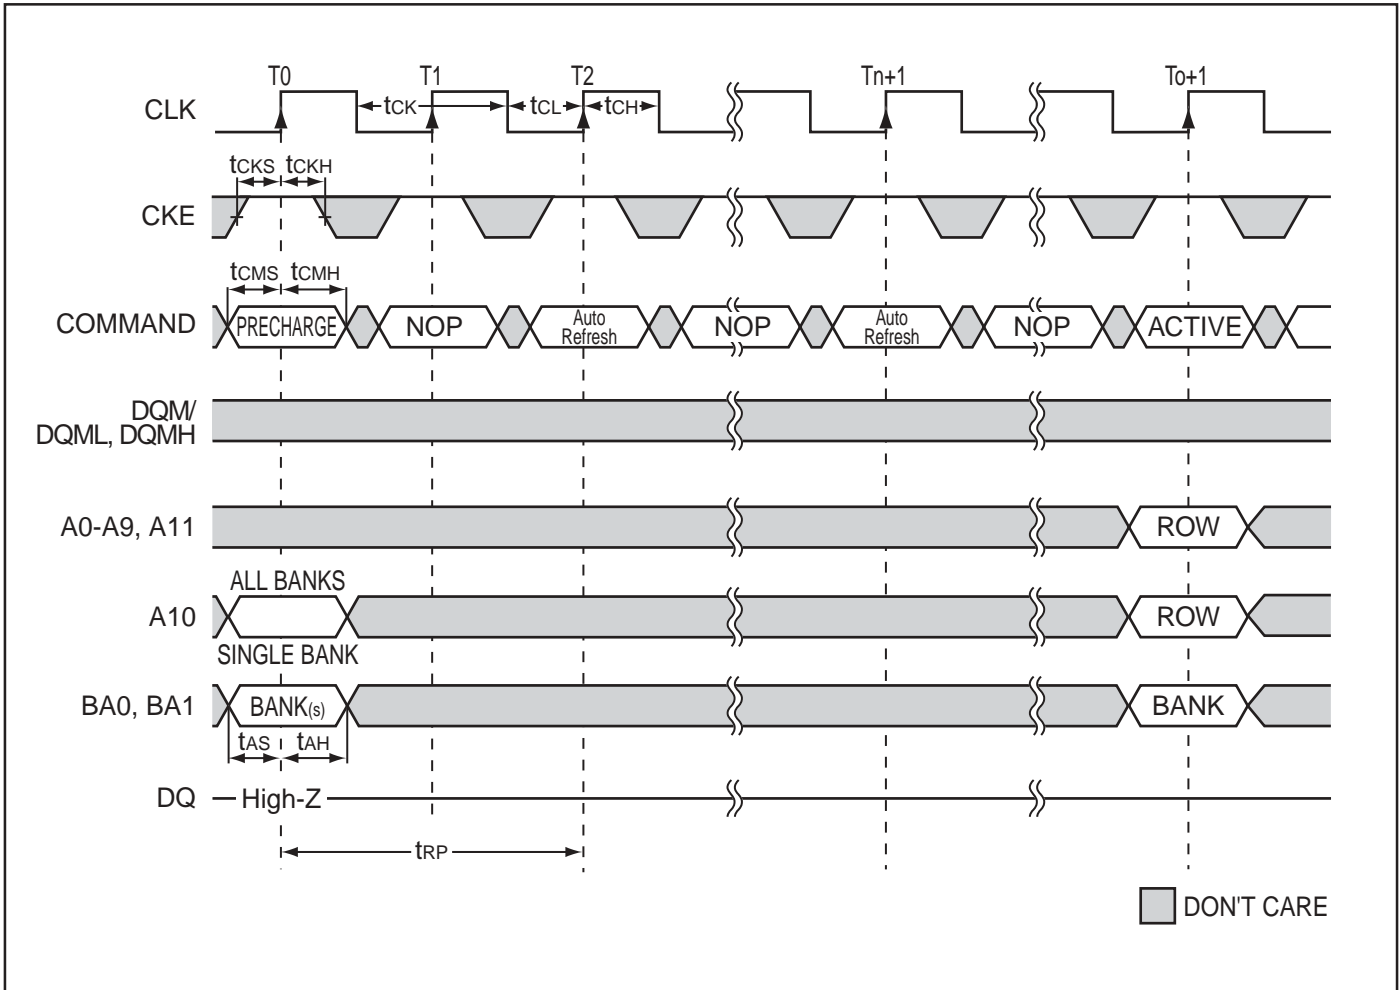 T0 T1 T2 Tn+1 To+1
CLK tCK tCL tCH
tCKS tCKH
CKE
tCMS tCMH
COMMAND PRECHARGE NOP Auto Refresh NOP Auto Refresh NOP ACTIVE
DQM/
DQML, DQMH
A0-A9, A11 ROW
ALL BANKS
A10 ROW
SINGLE BANK
BA0, BA1 BANK(s) BANK
tAS tAH
DQ High-Z
tRP
DON'T CARE